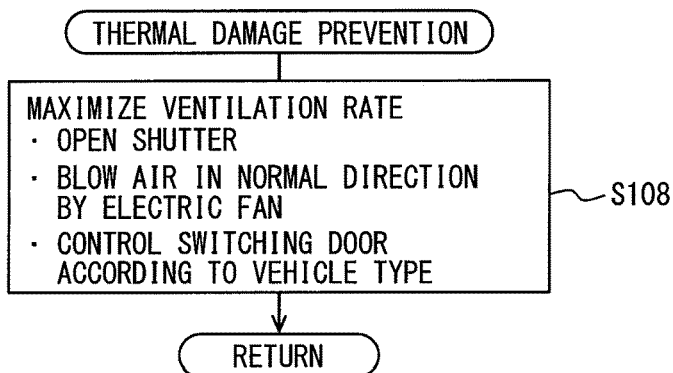 THERMAL DAMAGE PREVENTION
MAXIMIZE VENTILATION RATE
· OPEN SHUTTER
· BLOW AIR IN NORMAL DIRECTION
BY ELECTRIC FAN
· CONTROL SWITCHING DOOR
ACCORDING TO VEHICLE TYPE
S108
RETURN